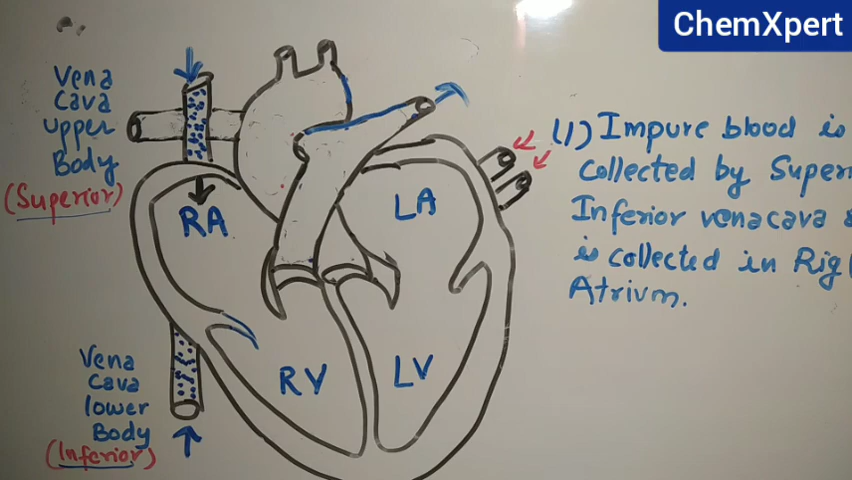 ChemXpert
Vena
Cava
upper
Body
(Superior)
RA
LA
RV
LV
Vena
Cava
lower
Body
(Inferior)
(1) Impure blood is
collected by Super
Inferior venacava
is collected in Rig
Atrium.